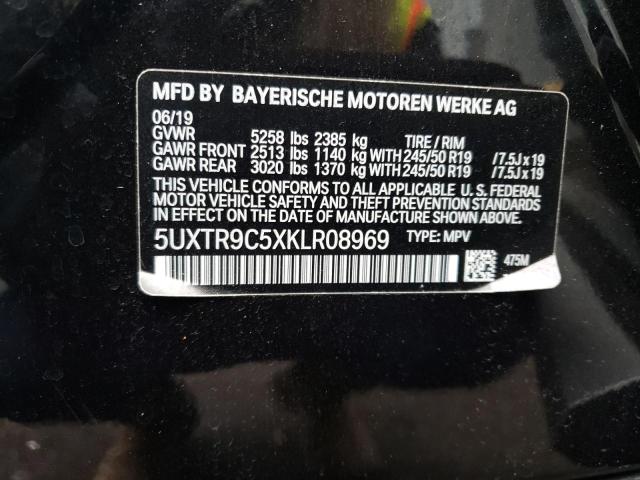 MFD BY BAYERISCHE MOTOREN WERKE AG
06/19
GVWR 5258 lbs 2385 kg TIRE / RIM
GAWR FRONT 2513 lbs 1140 kg WITH 245/50 R19 /7.5J x 19
GAWR REAR 3020 lbs 1370 kg WITH 245/50 R19 /7.5J x 19
THIS VEHICLE CONFORMS TO ALL APPLICABLE U. S. FEDERAL
MOTOR VEHICLE SAFETY AND THEFT PREVENTION STANDARDS
IN EFFECT ON THE DATE OF MANUFACTURE SHOWN ABOVE.
5UXTR9C5XKLR08969 TYPE: MPV
475M